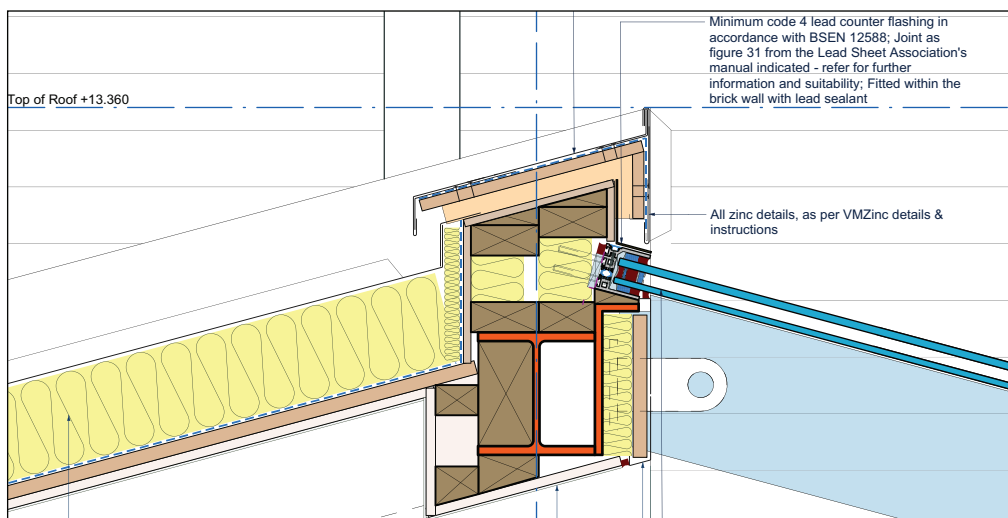 Minimum code 4 lead counter flashing in
accordance with BSEN 12588; Joint as
figure 31 from the Lead Sheet Association's
manual indicated - refer for further
information and suitability; Fitted within the
brick wall with lead sealant
Top of Roof +13.360
All zinc details, as per VMZinc details &
instructions